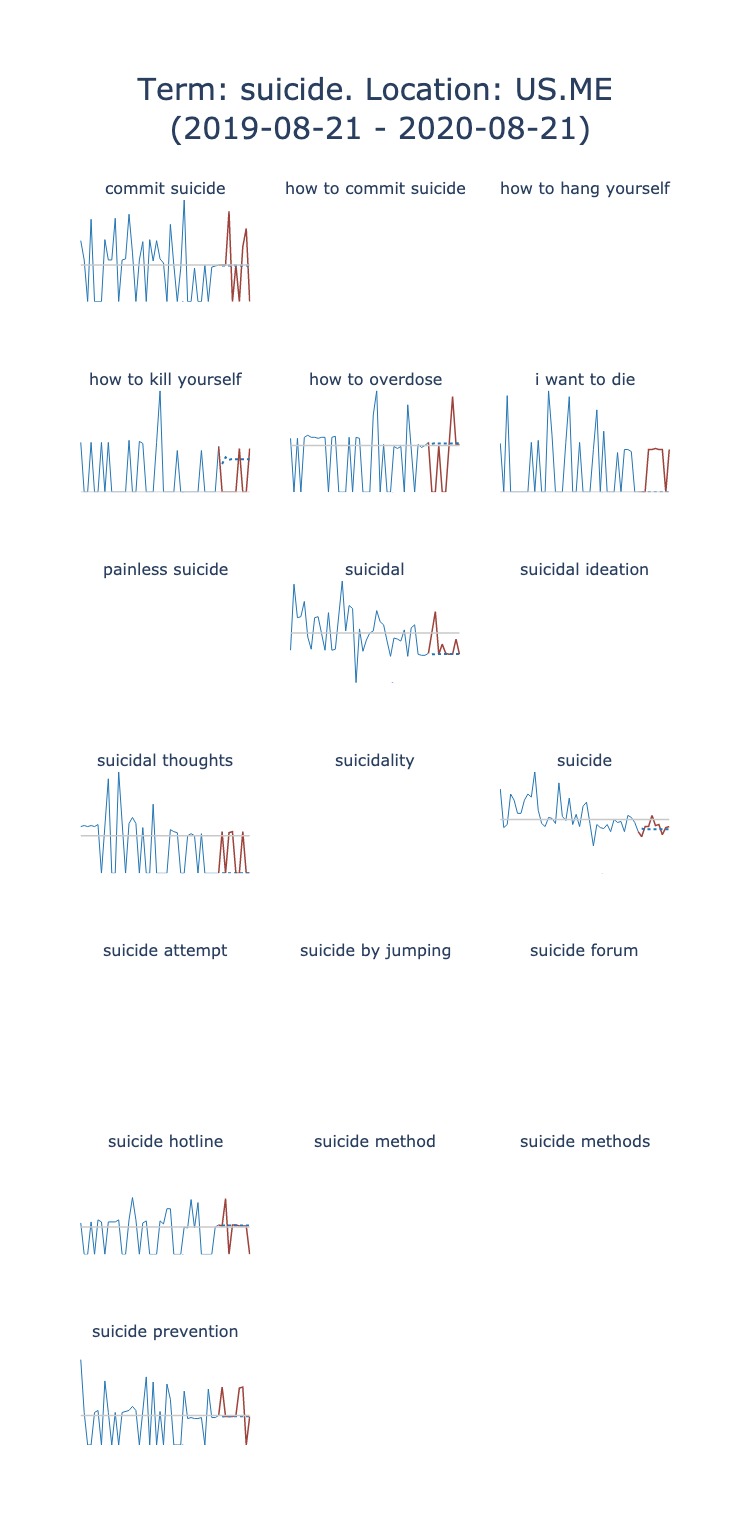 Term: suicide. Location: US.ME
(2019-08-21 - 2020-08-21)
commit suicide
how to commit suicide
how to hang yourself
how to kill yourself
how to overdose
i want to die
painless suicide
suicidal
suicidal ideation
suicidal thoughts
suicidality
suicide
suicide attempt
suicide by jumping
suicide forum
suicide hotline
suicide method
suicide methods
suicide prevention